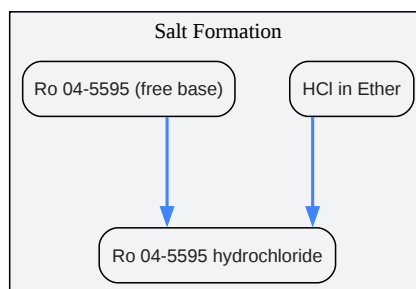 Salt Formation
Ro 04-5595 (free base)
HCl in Ether
Ro 04-5595 hydrochloride